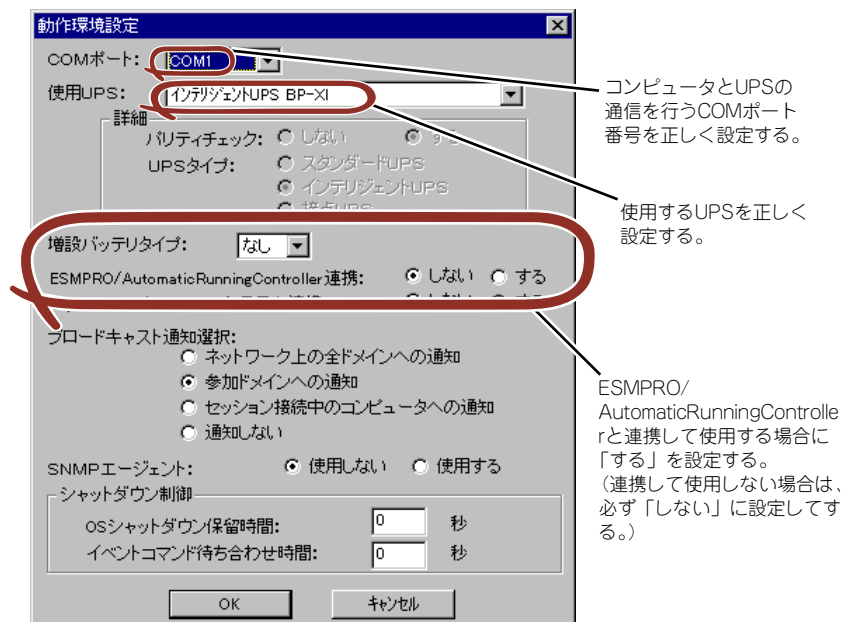 動作環境設定
COMポート: COM1
使用UPS: インテリジェントUPS BP-XI
詳細
パリティチェック: しない する
UPSタイプ: スタンダードUPS
インテリジェントUPS
接点UPS
増設バッテリタイプ: なし
ESMPRO/AutomaticRunningController連携: しない する
ブロードキャスト通知選択:
ネットワーク上の全ドメインへの通知
参加ドメインへの通知
セッション接続中のコンピュータへの通知
通知しない
SNMPエージェント: 使用しない 使用する
シャットダウン制御
OSシャットダウン保留時間: 0 秒
イベントコマンド待ち合わせ時間: 0 秒
OK キャンセル
コンピュータとUPSの
通信を行うCOMポート
番号を正しく設定する。
使用するUPSを正しく
設定する。
ESMPRO/
AutomaticRunningControlle
rと連携して使用する場合に
「する」を設定する。
（連携して使用しない場合は、
必ず「しない」に設定してす
る。）